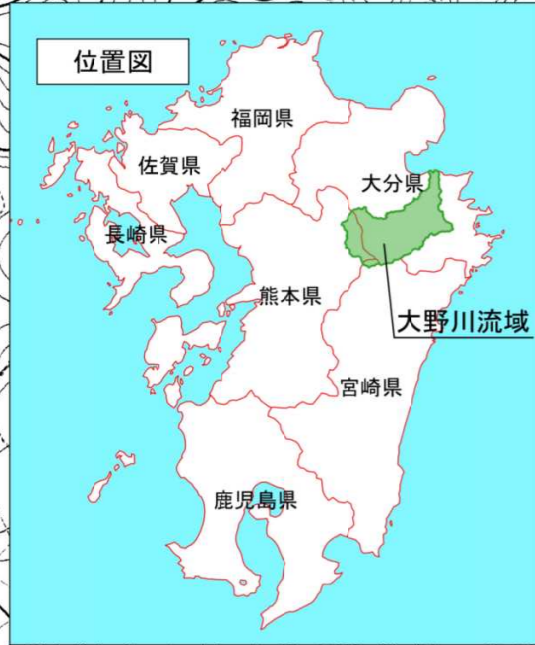 位置図
福岡県
佐賀県
大分県
長崎県
熊本県
大野川流域
宮崎県
鹿児島県